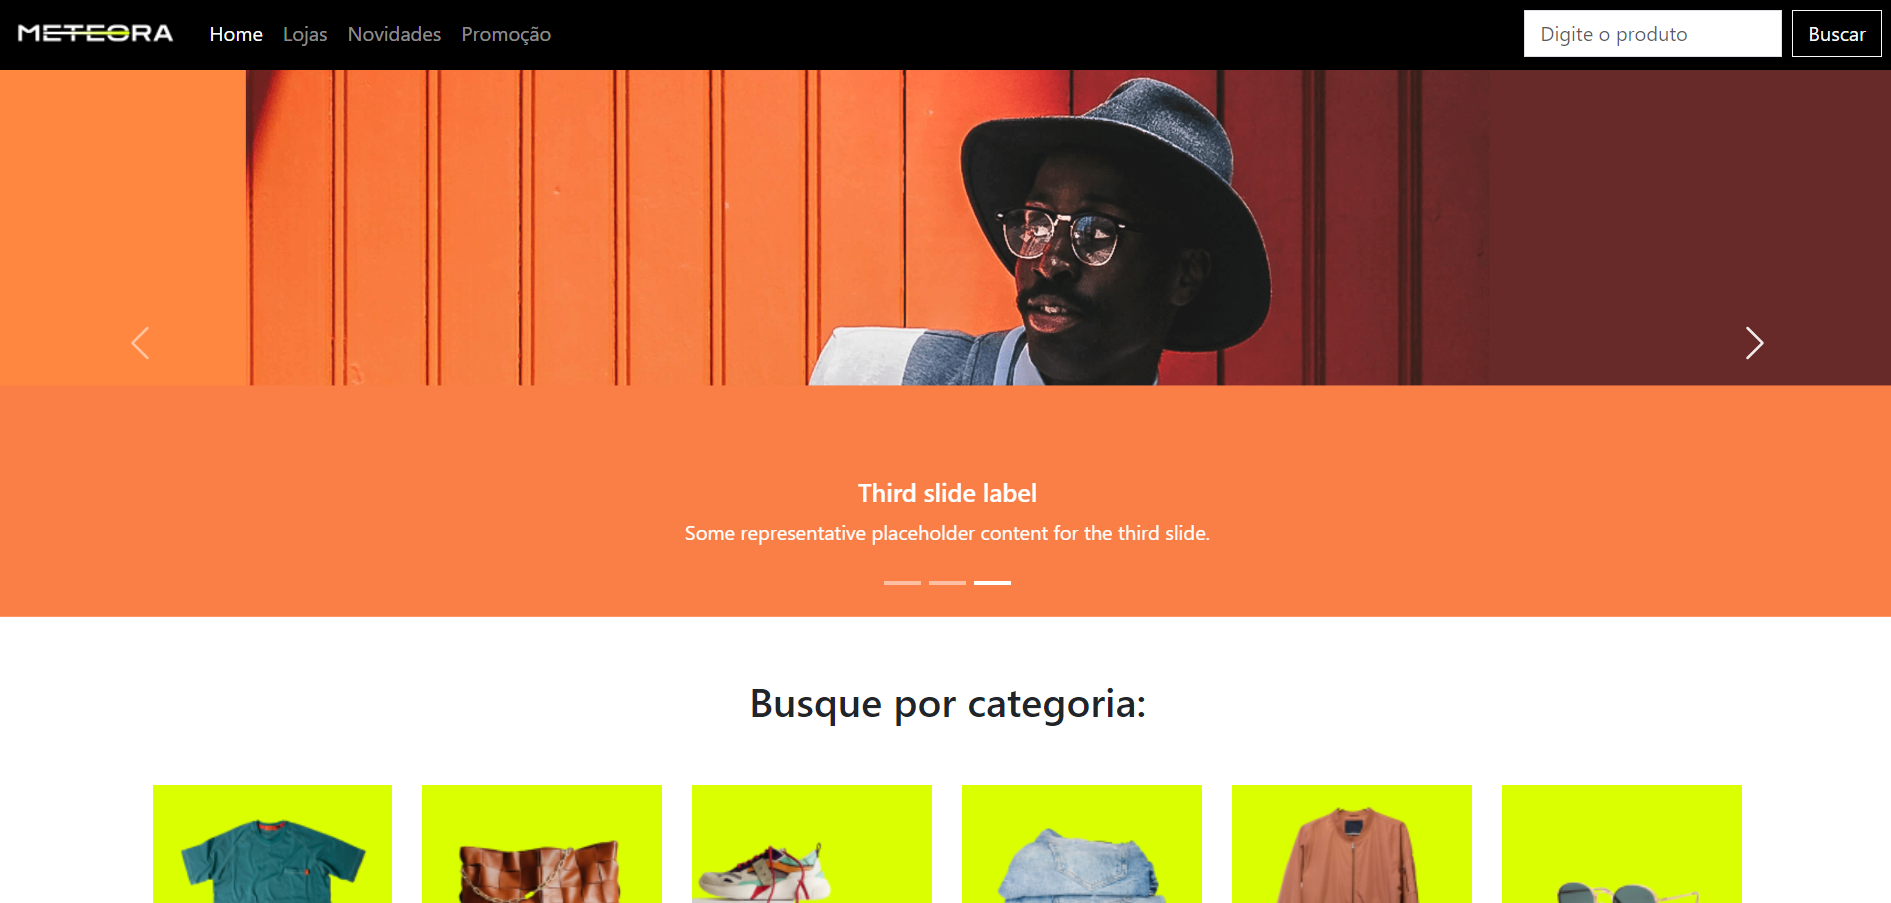 METEORA
Home Lojas Novidades Promoção
Digite o produto
Buscar
Third slide label
Some representative placeholder content for the third slide.
Busque por categoria: